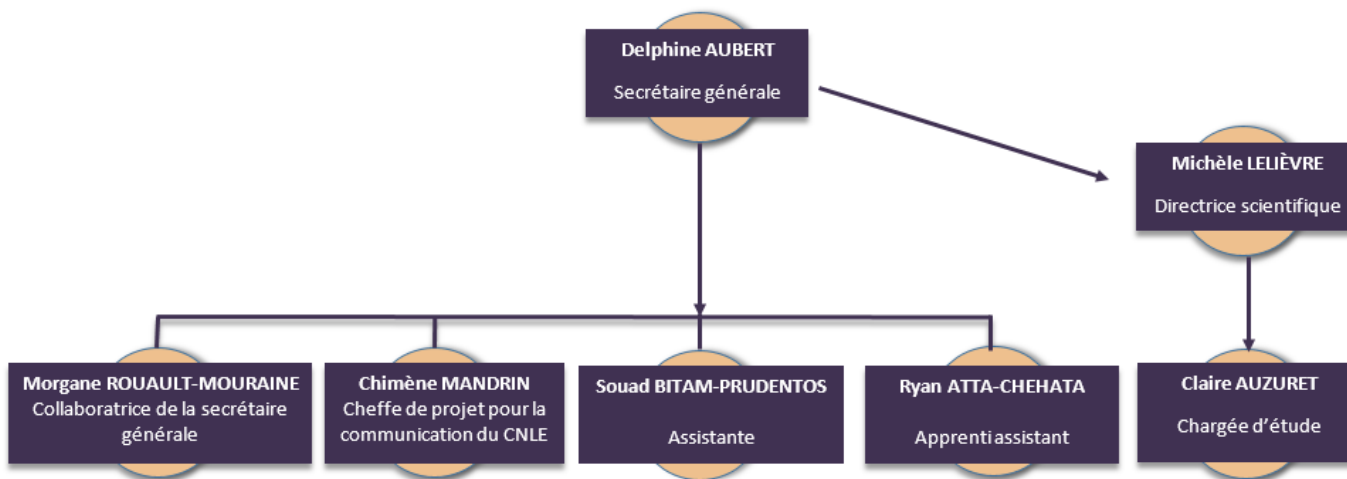 Delphine AUBERT
Secrétaire générale
Michèle LELIÈVRE
Directrice scientifique
Morgane ROUAULT-MOURAINE
Collaboratrice de la secrétaire
générale
Chimène MANDRIN
Cheffe de projet pour la
communication du CNLE
Souad BITAM-PRUDENTOS
Assistante
Ryan ATTA-CHEHATA
Apprenti assistant
Claire AUZURET
Chargée d'étude